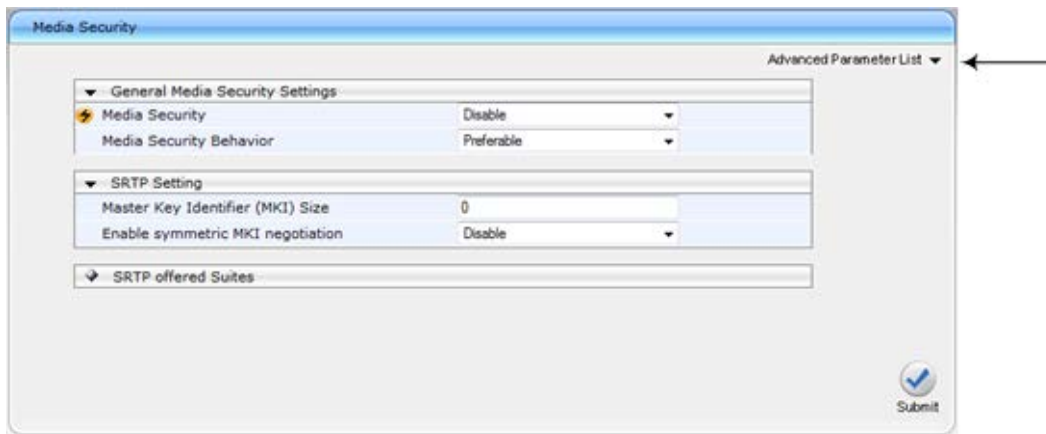 Media Security
Advanced Parameter List
General Media Security Settings
Media Security Disable
Media Security Behavior Preferable
SRTP Setting
Master Key Identifier (MKI) Size 0
Enable symmetric MKI negotiation Disable
SRTP offered Suites
Submit